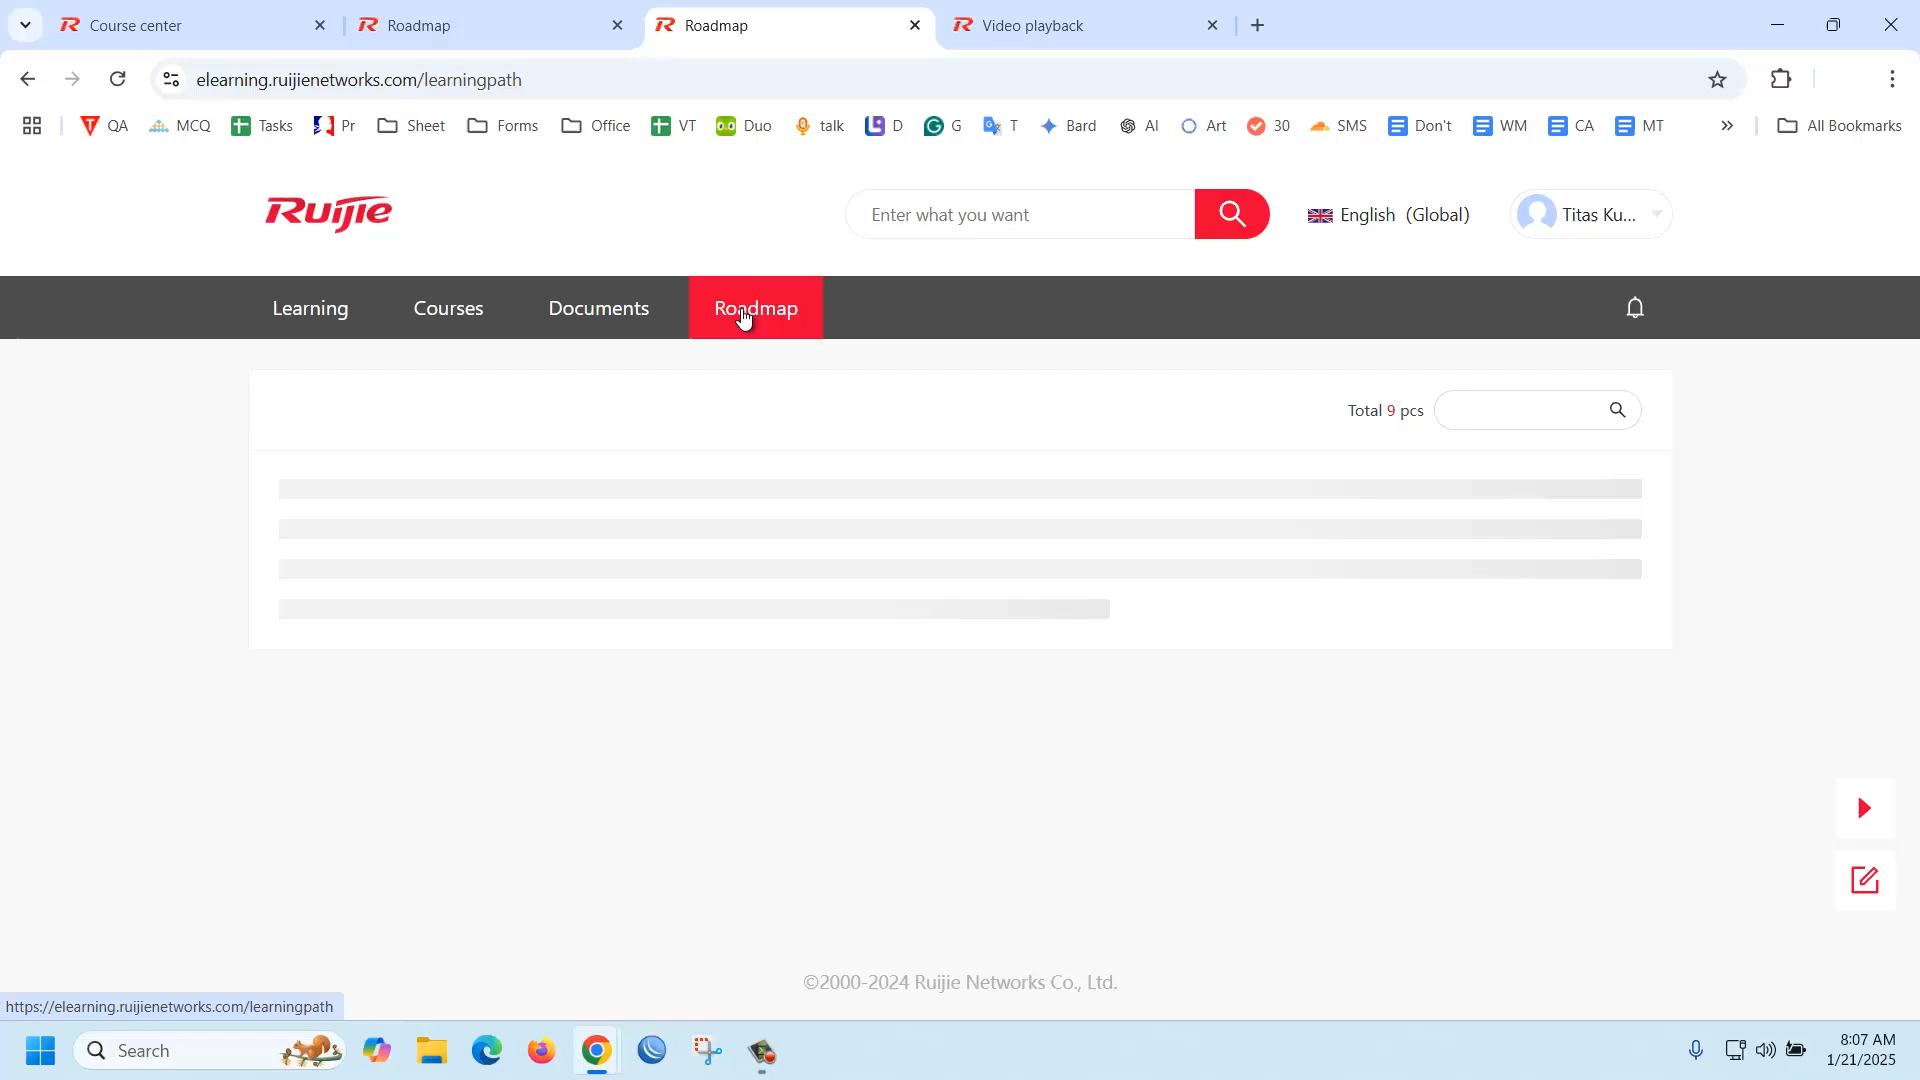 Course center
Roadmap
Roadmap
Video playback
elearning.ruijienetworks.com/learningpath
QA
MCQ
Tasks
Pr
Sheet
Forms
Office
VT
Duo
talk
D
G
T
Bard
AI
Art
30
SMS
Don't
WM
CA
MT
All Bookmarks
Ruijie
Enter what you want
English (Global)
Titas Ku...
Learning
Courses
Documents
Roadmap
Total 9 pcs
©2000-2024 Ruijie Networks Co., Ltd.
https://elearning.ruijienetworks.com/learningpath
Search
8:07 AM
1/21/2025